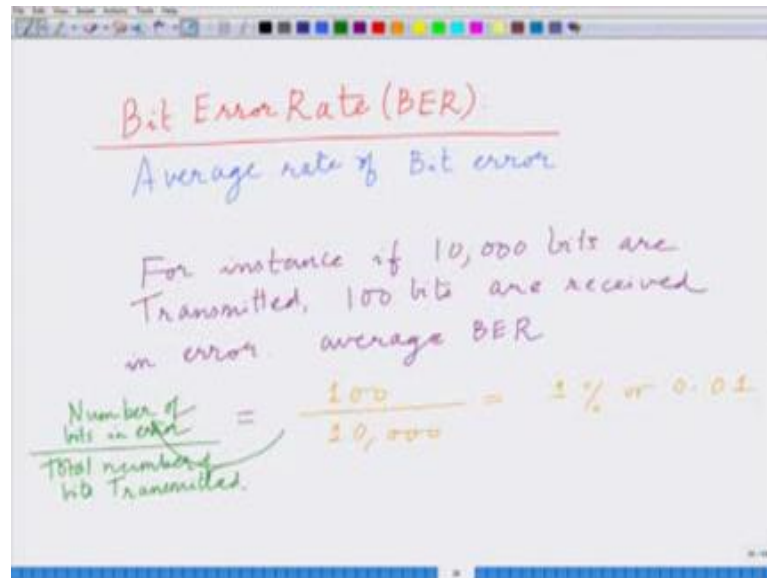 Bit Error Rate (BER)
Average rate of Bit error
For instance if 10,000 bits are
Transmitted, 100 bits are received
in error. average BER
Number of
bits in error
Total number of
bits Transmitted.
=
100
10,000
= 1% or 0.01